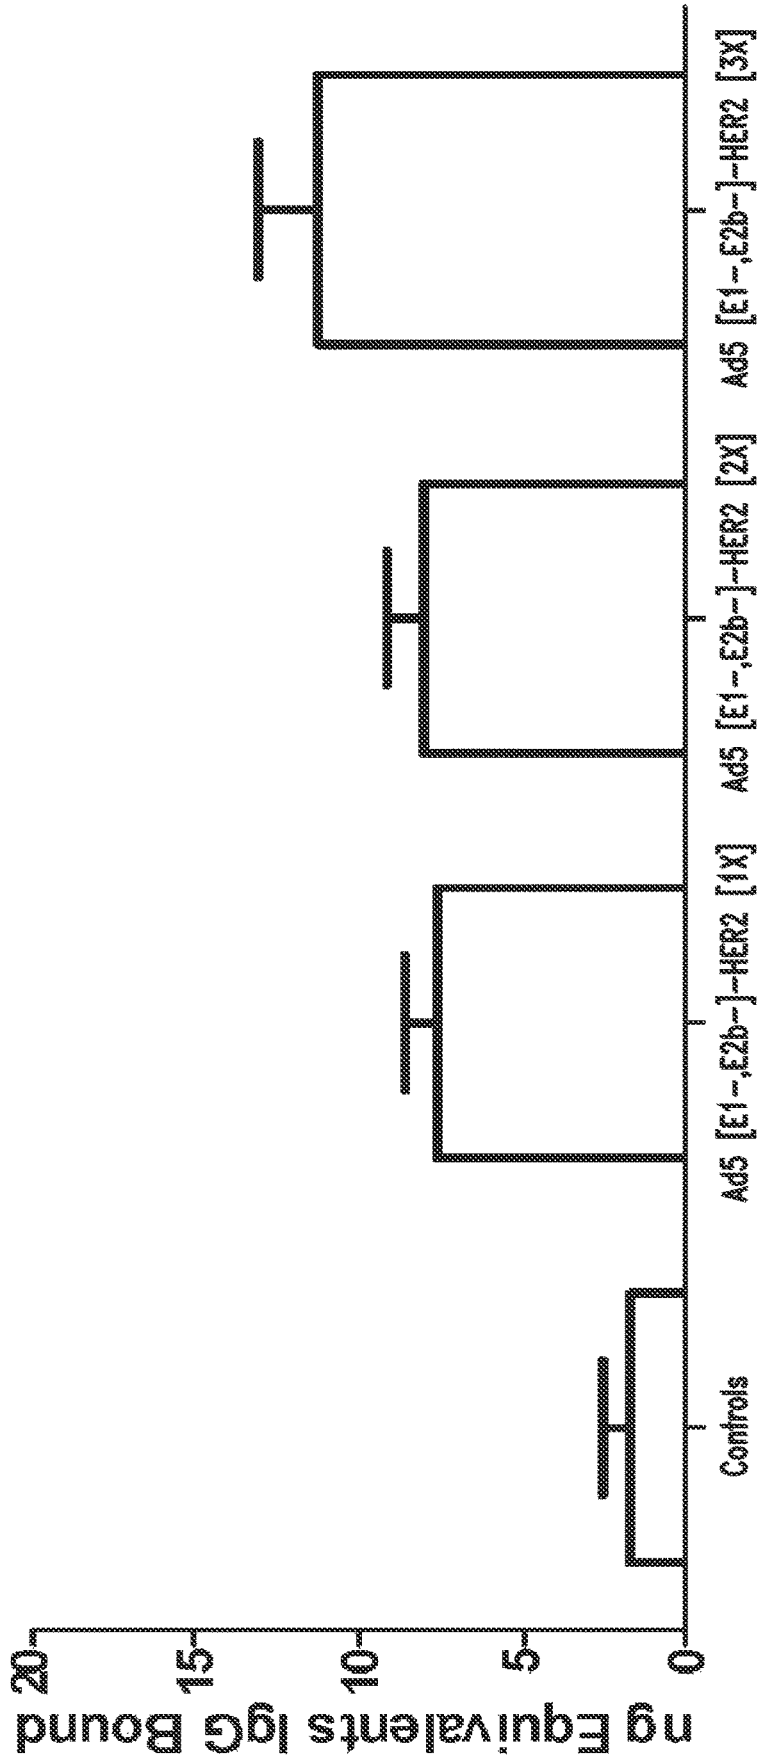 ng Equivalents IgG Bound
20
15
10
5
0
Controls
Ad5 [E1-,E2b-]-HER2 [1X]
Ad5 [E1-,E2b-]-HER2 [2X]
Ad5 [E1-,E2b-]-HER2 [3X]